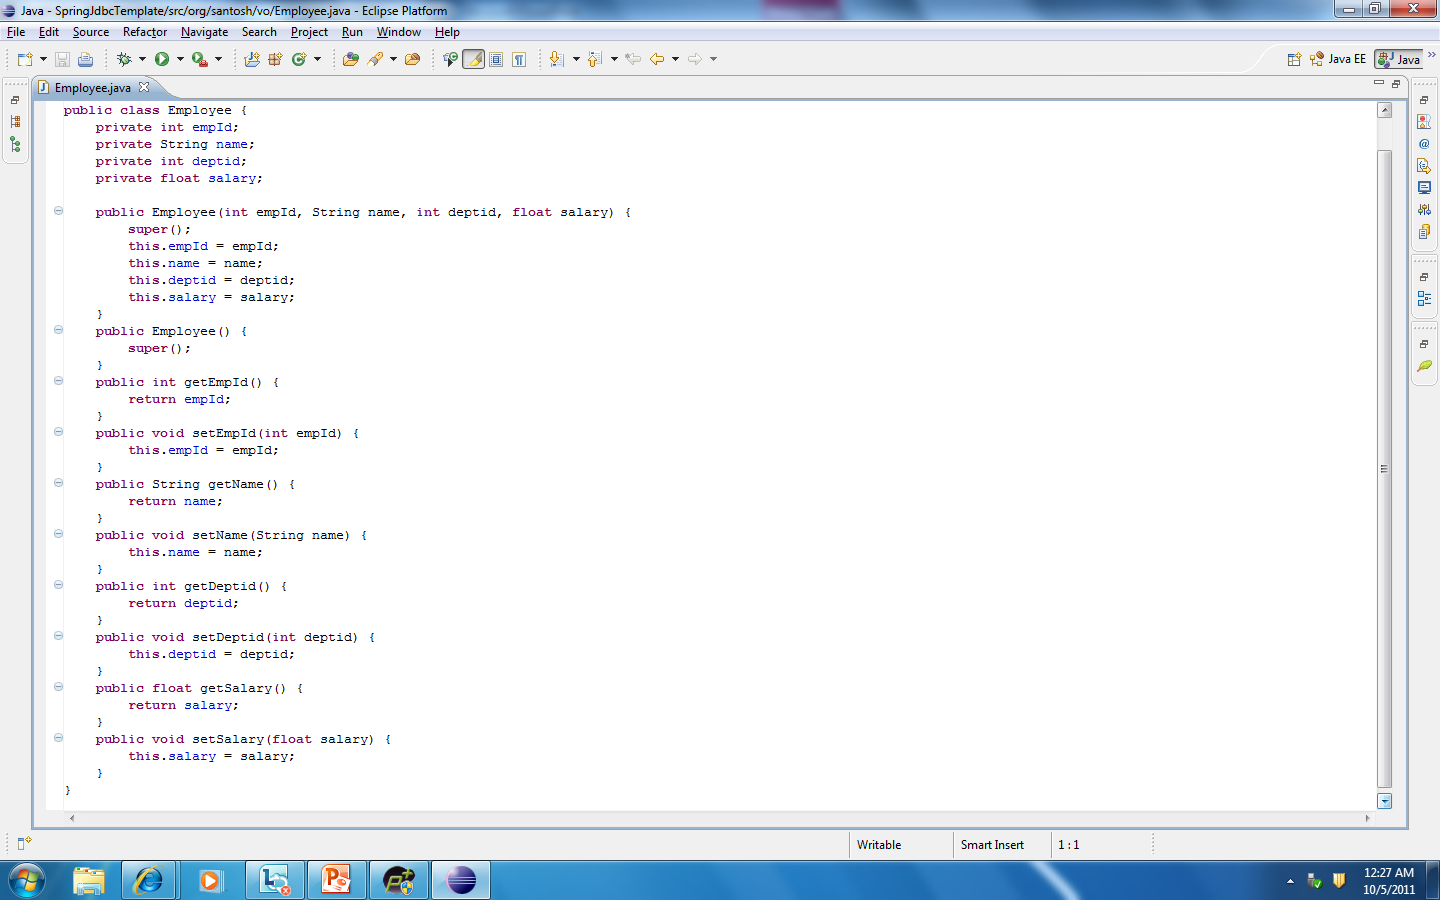 Java - SpringJdbcTemplate/src/org/santosh/vo/Employee.java - Eclipse Platform
File Edit Source Refactor Navigate Search Project Run Window Help
Java EE Java
Employee.java
public class Employee {
private int empId;
private String name;
private int deptid;
private float salary;
public Employee(int empId, String name, int deptid, float salary) {
super();
this.empId = empId;
this.name = name;
this.deptid = deptid;
this.salary = salary;
}
public Employee() {
super();
}
public int getEmpId() {
return empId;
}
public void setEmpId(int empId) {
this.empId = empId;
}
public String getName() {
return name;
}
public void setName(String name) {
this.name = name;
}
public int getDeptid() {
return deptid;
}
public void setDeptid(int deptid) {
this.deptid = deptid;
}
public float getSalary() {
return salary;
}
public void setSalary(float salary) {
this.salary = salary;
}
}
Writable Smart Insert 1 : 1
12:27 AM
10/5/2011